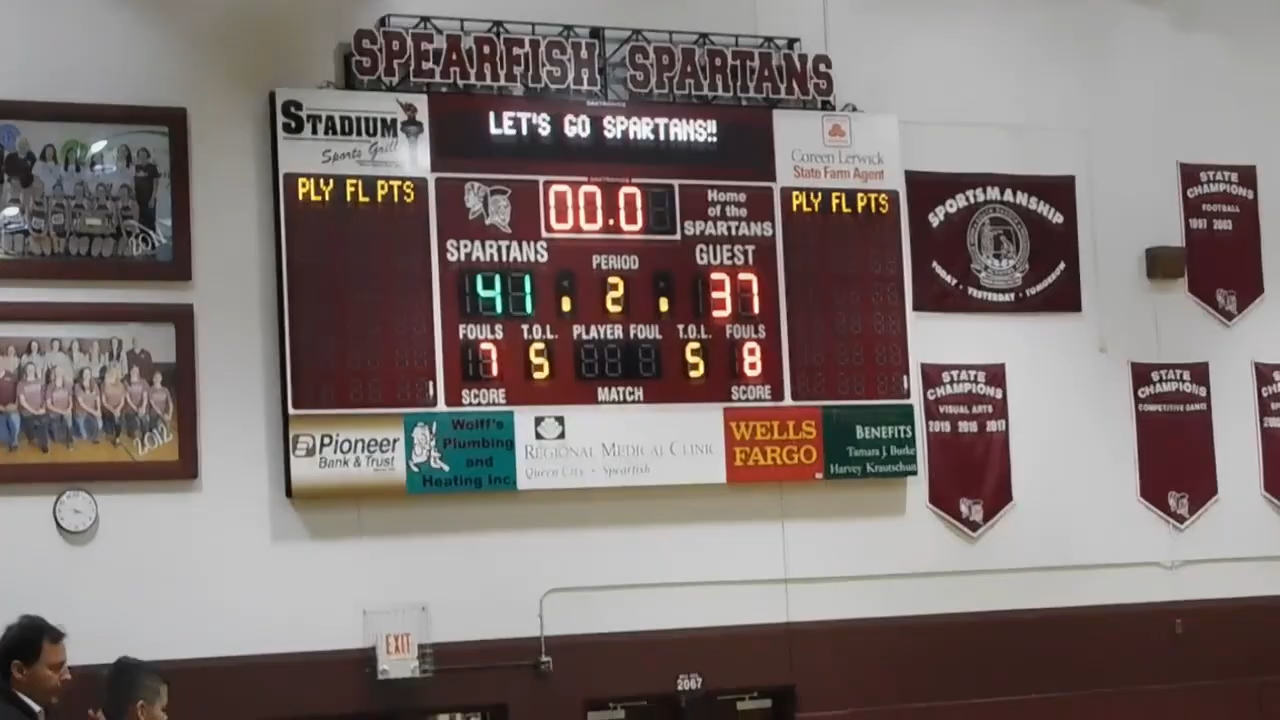 SPEARFISH SPARTANS
STADIUM
Sports Grill
LET'S GO SPARTANS!!
Coreen Lerwick
State Farm Agent
PLY FL PTS
00.0
Home
of the
SPARTANS
PLY FL PTS
SPARTANS
PERIOD
GUEST
41
2
37
FOULS T.O.L. PLAYER FOUL T.O.L. FOULS
7 5 5 8
SCORE MATCH SCORE
Pioneer
Bank & Trust
Wolff's
Plumbing
and
Heating Inc.
REGIONAL MEDICAL CLINIC
Queen City • Spearfish
WELLS
FARGO
BENEFITS
Tamara J. Burke
Harvey Krautschun
SPORTSMANSHIP
TODAY • YESTERDAY • TOMORROW
STATE
CHAMPIONS
FOOTBALL
1997 2003
STATE
CHAMPIONS
VISUAL ARTS
2015 2016 2017
STATE
CHAMPIONS
COMPETITIVE DANCE
2011
2012
EXIT
2067